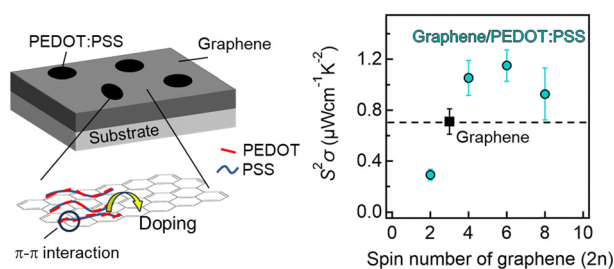 PEDOT:PSS
Graphene
Substrate
PEDOT
PSS
Doping
π-π interaction
Graphene/PEDOT:PSS
Graphene
S²σ (μWcm⁻¹K⁻²)
1.2
0.8
0.4
0.0
0 2 4 6 8 10
Spin number of graphene (2n)